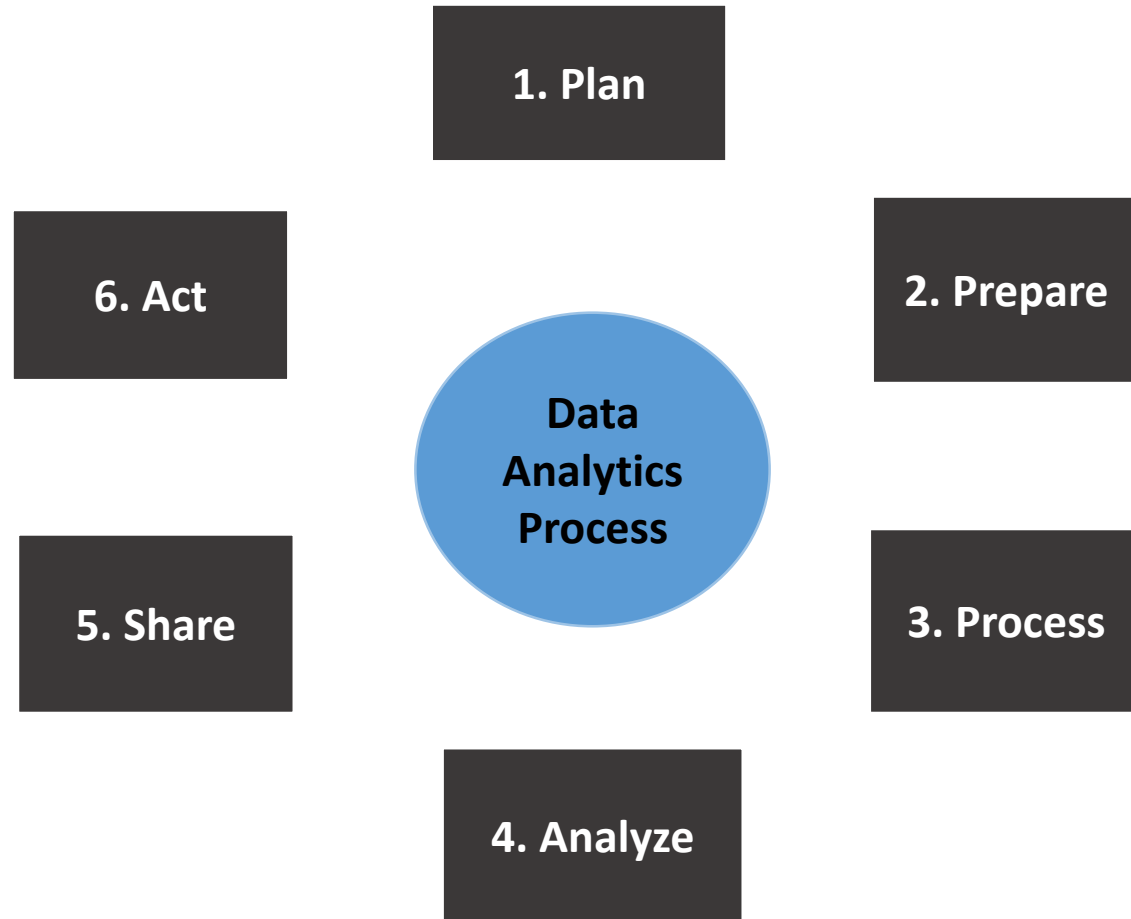 1. Plan
2. Prepare
3. Process
4. Analyze
5. Share
6. Act
Data
Analytics
Process